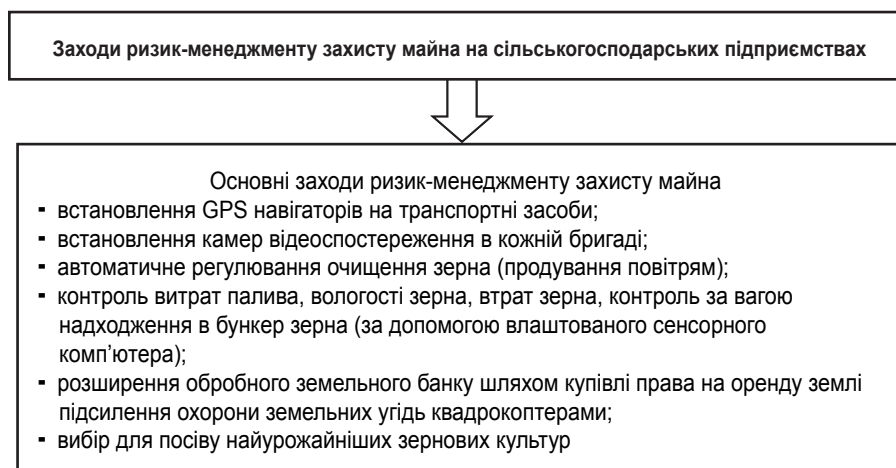 Заходи ризик-менеджменту захисту майна на сільськогосподарських підприємствах
Основні заходи ризик-менеджменту захисту майна
- встановлення GPS навігаторів на транспортні засоби;
- встановлення камер відеоспостереження в кожній бригаді;
- автоматичне регулювання очищення зерна (продування повітрям);
- контроль витрат палива, вологості зерна, втрат зерна, контроль за вагою
надходження в бункер зерна (за допомогою влаштованого сенсорного
комп’ютера);
- розширення обробного земельного банку шляхом купівлі права на оренду землі
підсилення охорони земельних угідь квадрокоптерами;
- вибір для посіву найурожайніших зернових культур